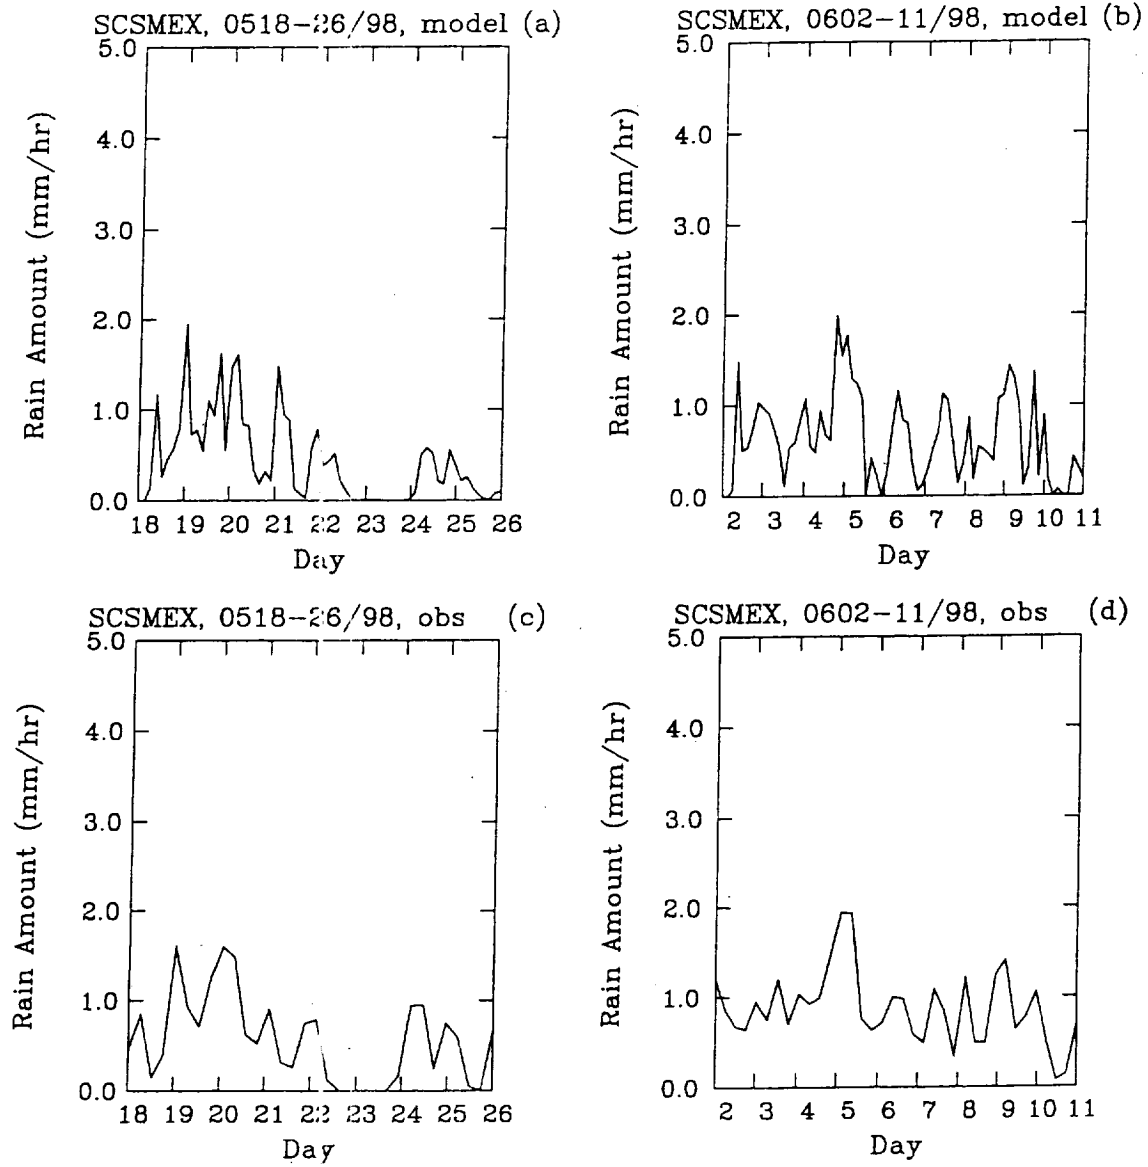 SCSMEX, 0518-26/98, model (a)
5.0
4.0
3.0
2.0
1.0
0.0
Rain Amount (mm/hr)
18 19 20 21 22 23 24 25 26
Day
SCSMEX, 0602-11/98, model (b)
5.0
4.0
3.0
2.0
1.0
0.0
Rain Amount (mm/hr)
2 3 4 5 6 7 8 9 10 11
Day
SCSMEX, 0518-26/98, obs (c)
5.0
4.0
3.0
2.0
1.0
0.0
Rain Amount (mm/hr)
18 19 20 21 22 23 24 25 26
Day
SCSMEX, 0602-11/98, obs (d)
5.0
4.0
3.0
2.0
1.0
0.0
Rain Amount (mm/hr)
2 3 4 5 6 7 8 9 10 11
Day